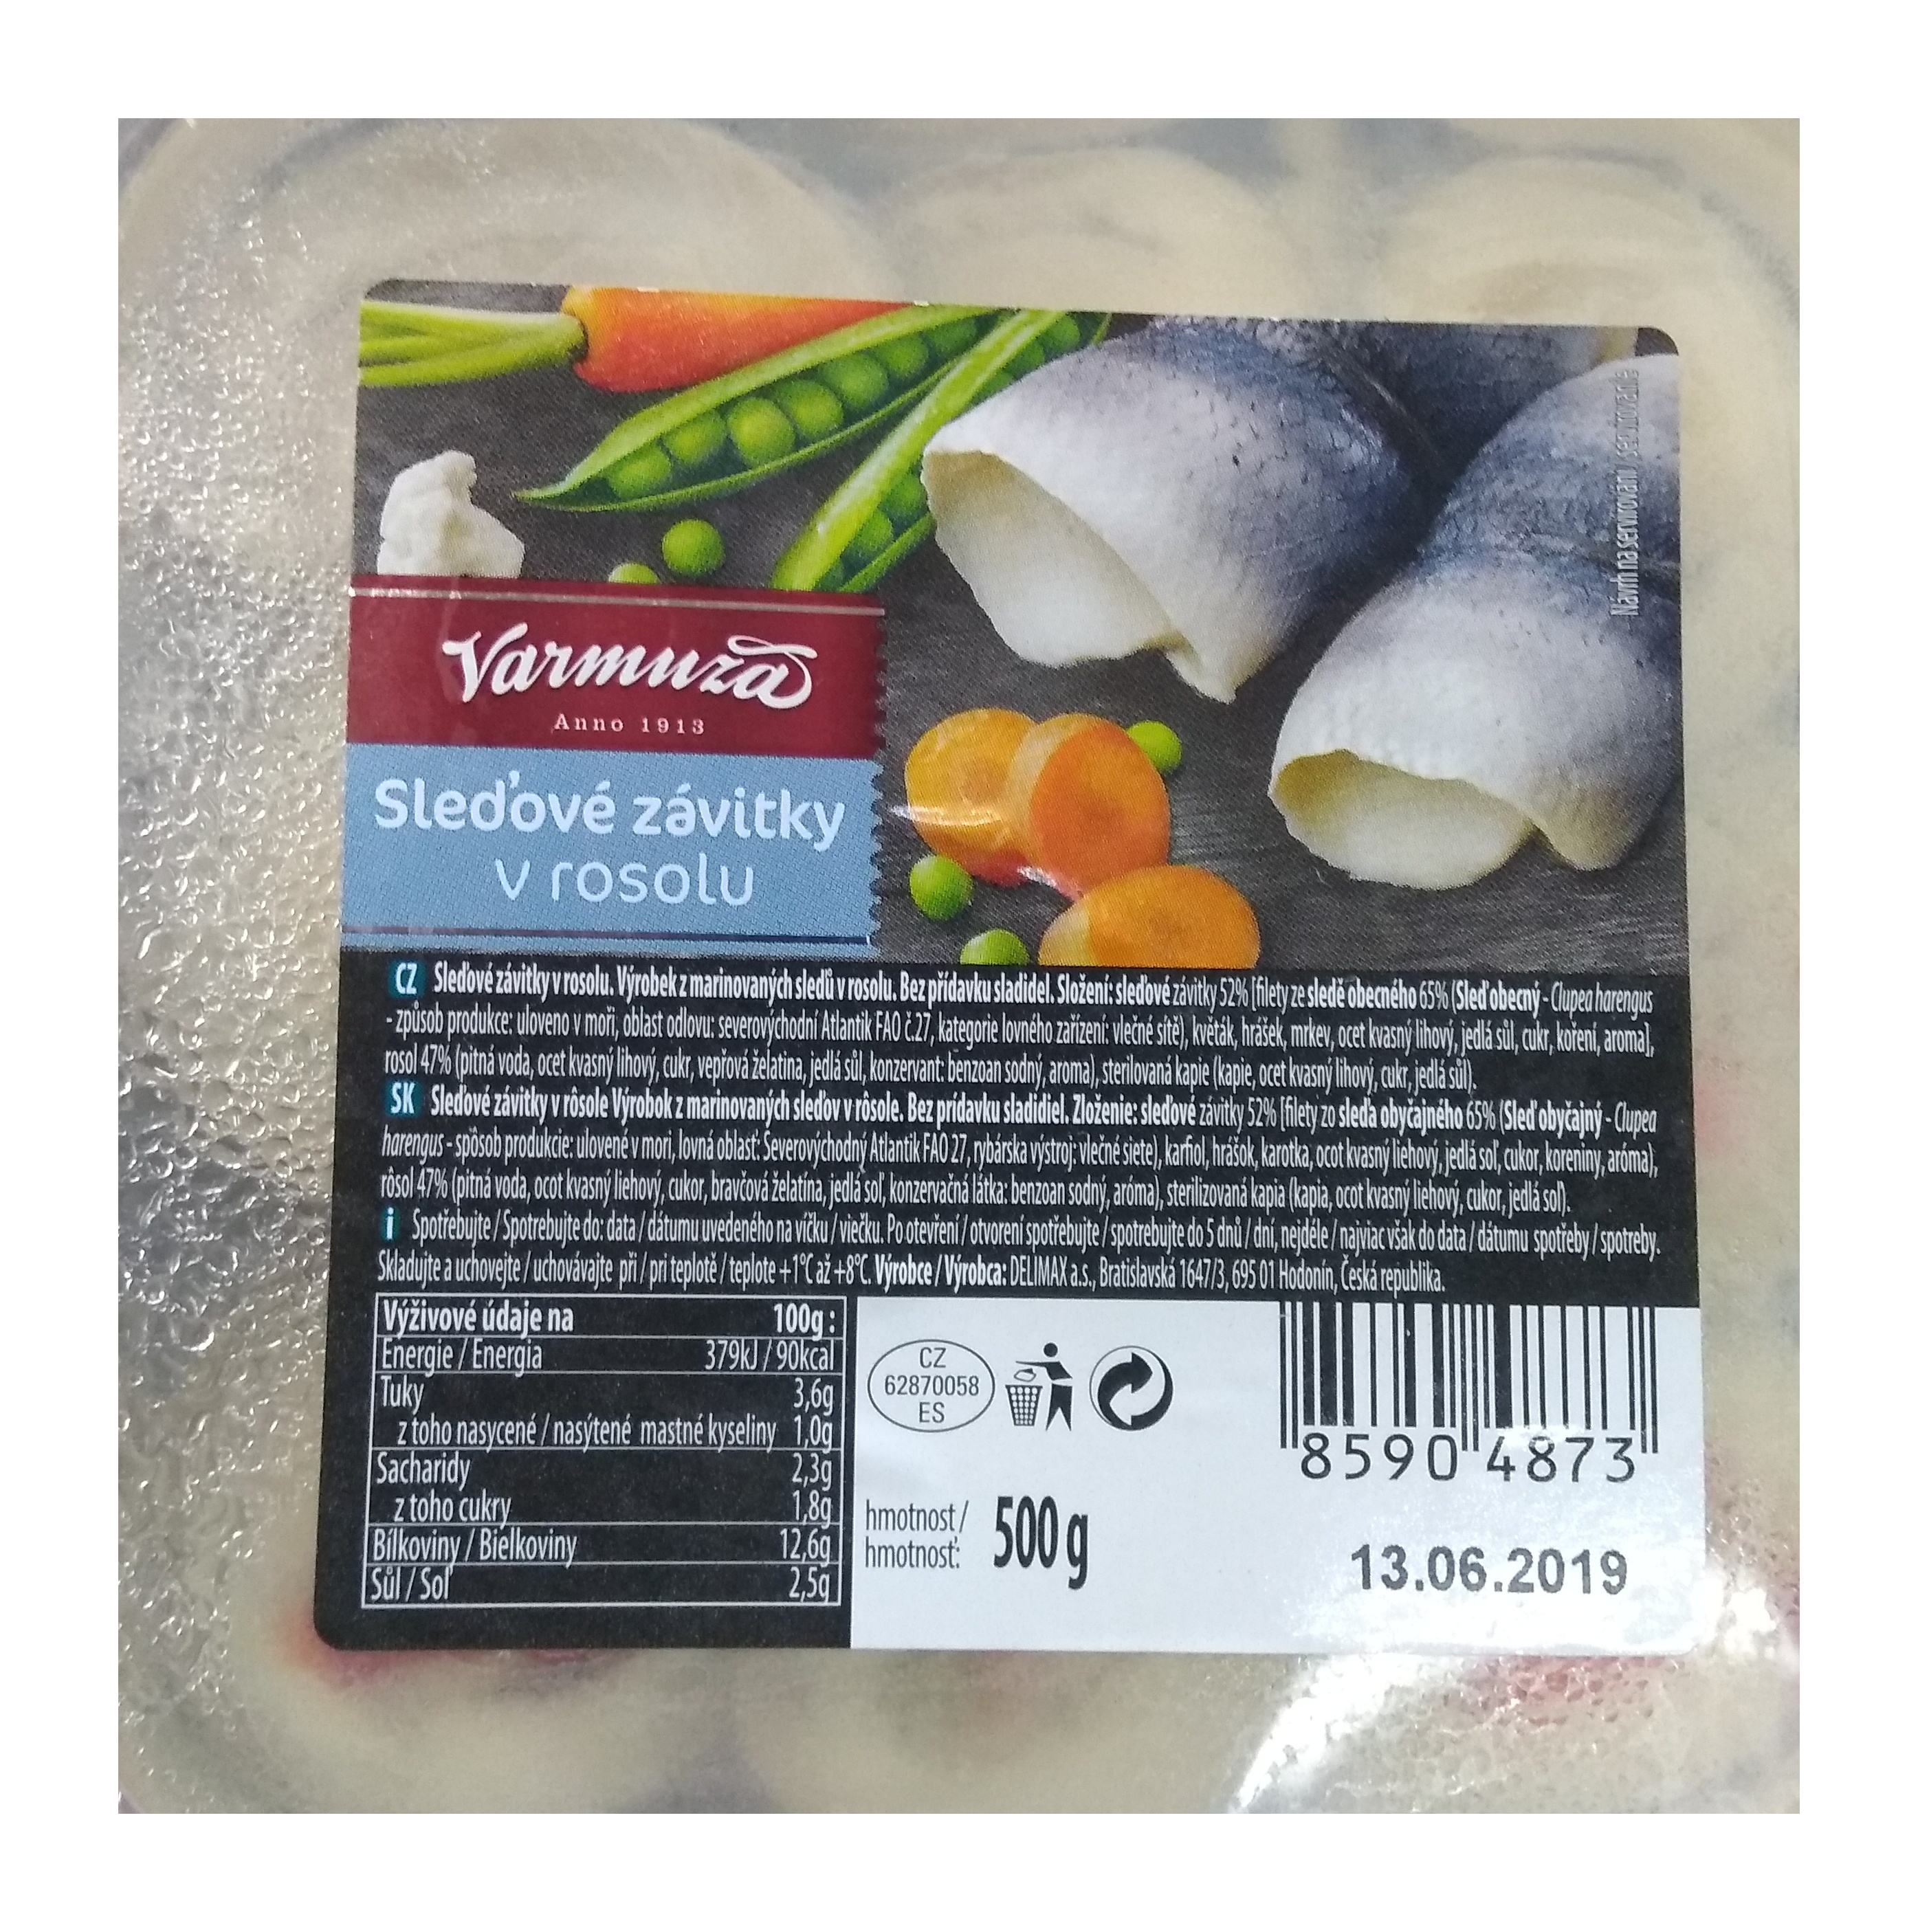 Návrh na servírování / servírovanie
Varmuža
Anno 1913
Sleďové závitky
v rosolu
CZ Sleďové závitky v rosolu. Výrobek z marinovaných sleďů v rosolu. Bez přídavku sladidel. Složení: sleďové závitky 52% [filety ze sledě obecného 65% (Sleď obecný - Clupea harengus
- způsob produkce: uloveno v moři, oblast odlovu: severovýchodní Atlantik FAO č.27, kategorie lovného zařízení: vlečné sítě), květák, hrášek, mrkev, ocet kvasný lihový, jedlá sůl, cukr, koření, aroma],
rosol 47% (pitná voda, ocet kvasný lihový, cukr, vepřová želatina, jedlá sůl, konzervant: benzoan sodný, aroma), sterilovaná kapie (kapie, ocet kvasný lihový, cukr, jedlá sůl).
SK Sleďové závitky v rôsole Výrobok z marinovaných sleďov v rôsole. Bez prídavku sladidiel. Zloženie: sleďové závitky 52% [filety zo sleďa obyčajného 65% (Sleď obyčajný - Clupea
harengus - spôsob produkcie: ulovené v mori, lovná oblasť: Severovýchodný Atlantik FAO 27, rybárska výstroj: vlečné siete), karfiol, hrášok, karotka, ocot kvasný liehový, jedlá soľ, cukor, koreniny, aróma),
rôsol 47% (pitná voda, ocot kvasný liehový, cukor, bravčová želatína, jedlá soľ, konzervačná látka: benzoan sodný, aróma), sterilizovaná kapia (kapia, ocot kvasný liehový, cukor, jedlá soľ).
i Spotřebujte / Spotrebujte do: data / dátumu uvedeného na víčku / viečku. Po otevření / otvorení spotřebujte / spotrebujte do 5 dnů / dní, nejdéle / najviac však do data / dátumu spotřeby / spotreby.
Skladujte a uchovejte / uchovávajte při / pri teplotě / teplote +1°C až +8°C. Výrobce / Výrobca: DELIMAX a.s., Bratislavská 1647/3, 695 01 Hodonín, Česká republika.
Výživové údaje na 100g :
Energie / Energia 379kJ / 90kcal
Tuky 3,6g
z toho nasycené / nasýtené mastné kyseliny 1,0g
Sacharidy 2,3g
z toho cukry 1,8g
Bílkoviny / Bielkoviny 12,6g
Sůl / Soľ 2,5g
CZ
62870058
ES
hmotnost /
hmotnosť: 500 g
8590 4873
13.06.2019